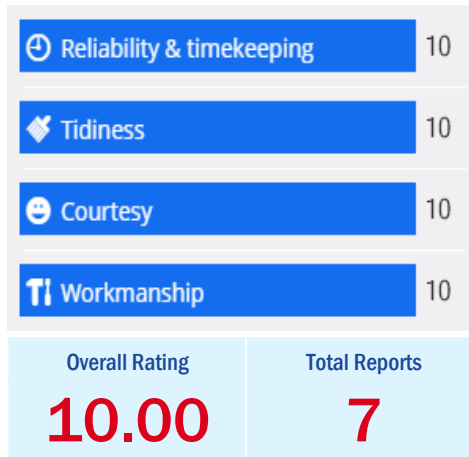 Reliability & timekeeping 10
Tidiness 10
Courtesy 10
Workmanship 10
Overall Rating Total Reports
10.00 7